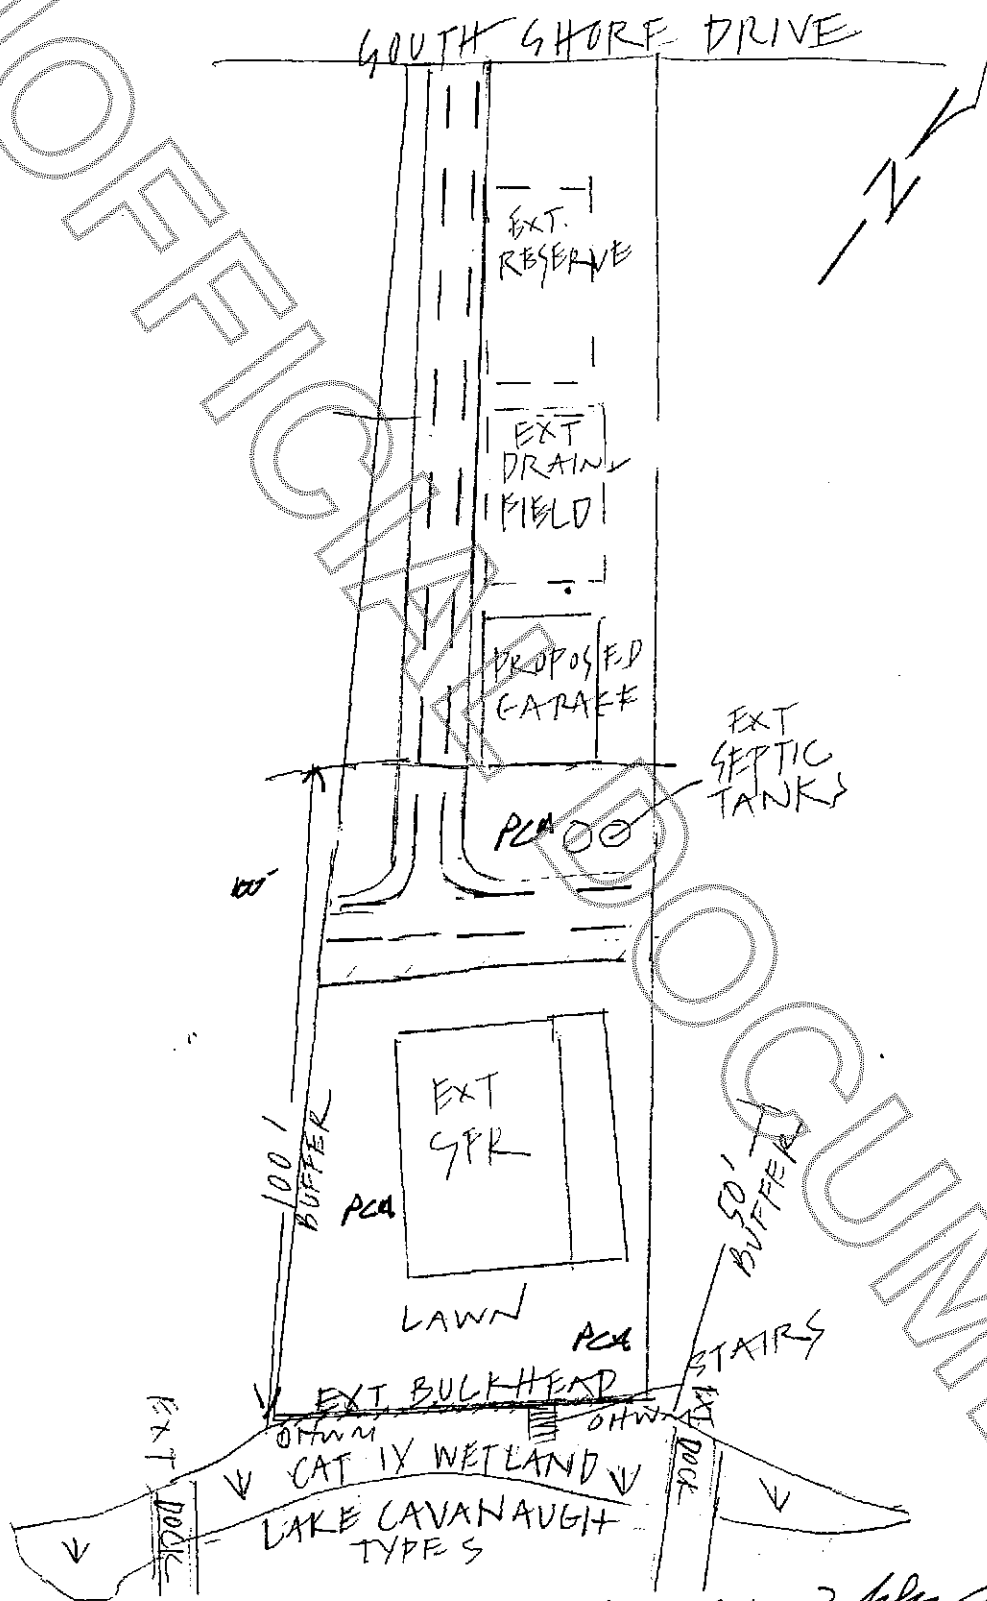 SOUTH SHORE DRIVE
N
EXT.
RESERVE
EXT
DRAIN
FIELD
PROPOSED
GARAGE
EXT
SEPTIC
TANKS
PCA
100'
EXT
SFR
100'
BUFFER
PCA
50'
BUFFER
LAWN
PCA
STAIRS
EXT BULKHEAD
OHWM
OHWM
EXT
DOCK
EXT
DOCK
CAT IV WETLAND
LAKE CAVANAUGH
TYPE S
UNOFFICIAL DOCUMENT